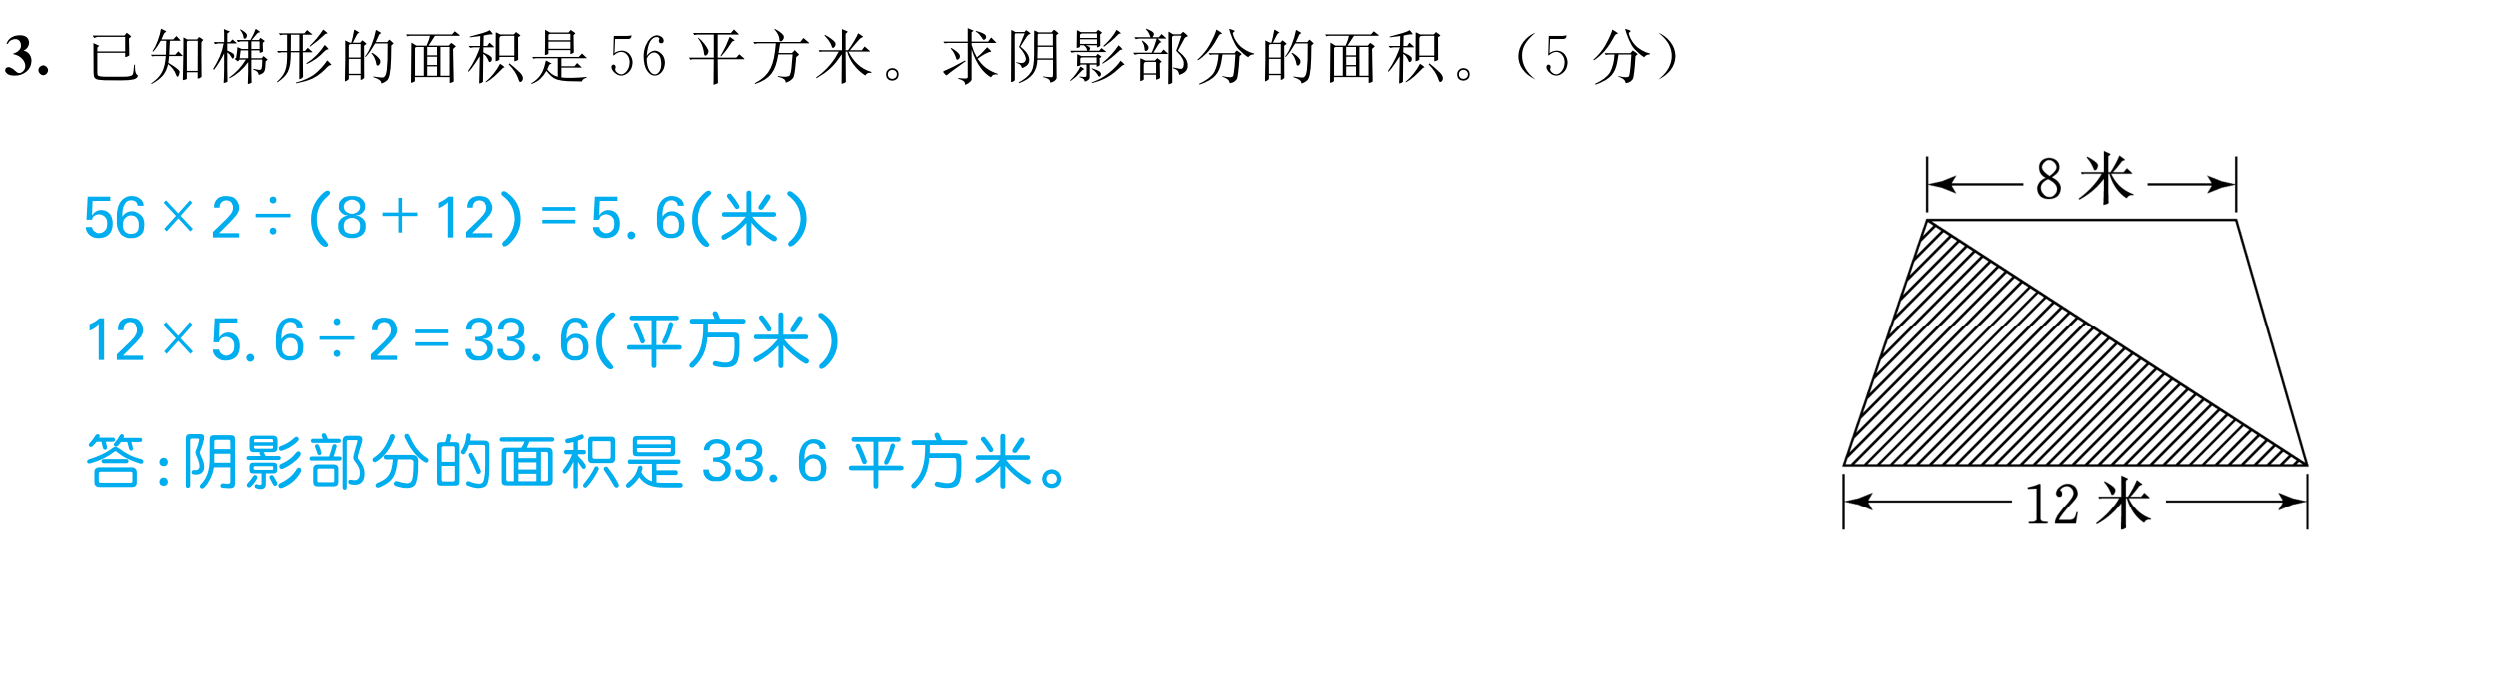 3.已知梯形的面积是56平方米，求阴影部分的面积。（5分）
56×2÷(8+12)=5.6(米)
12×5.6÷2=33.6(平方米)
答：阴影部分的面积是33.6平方米。
8米
12米